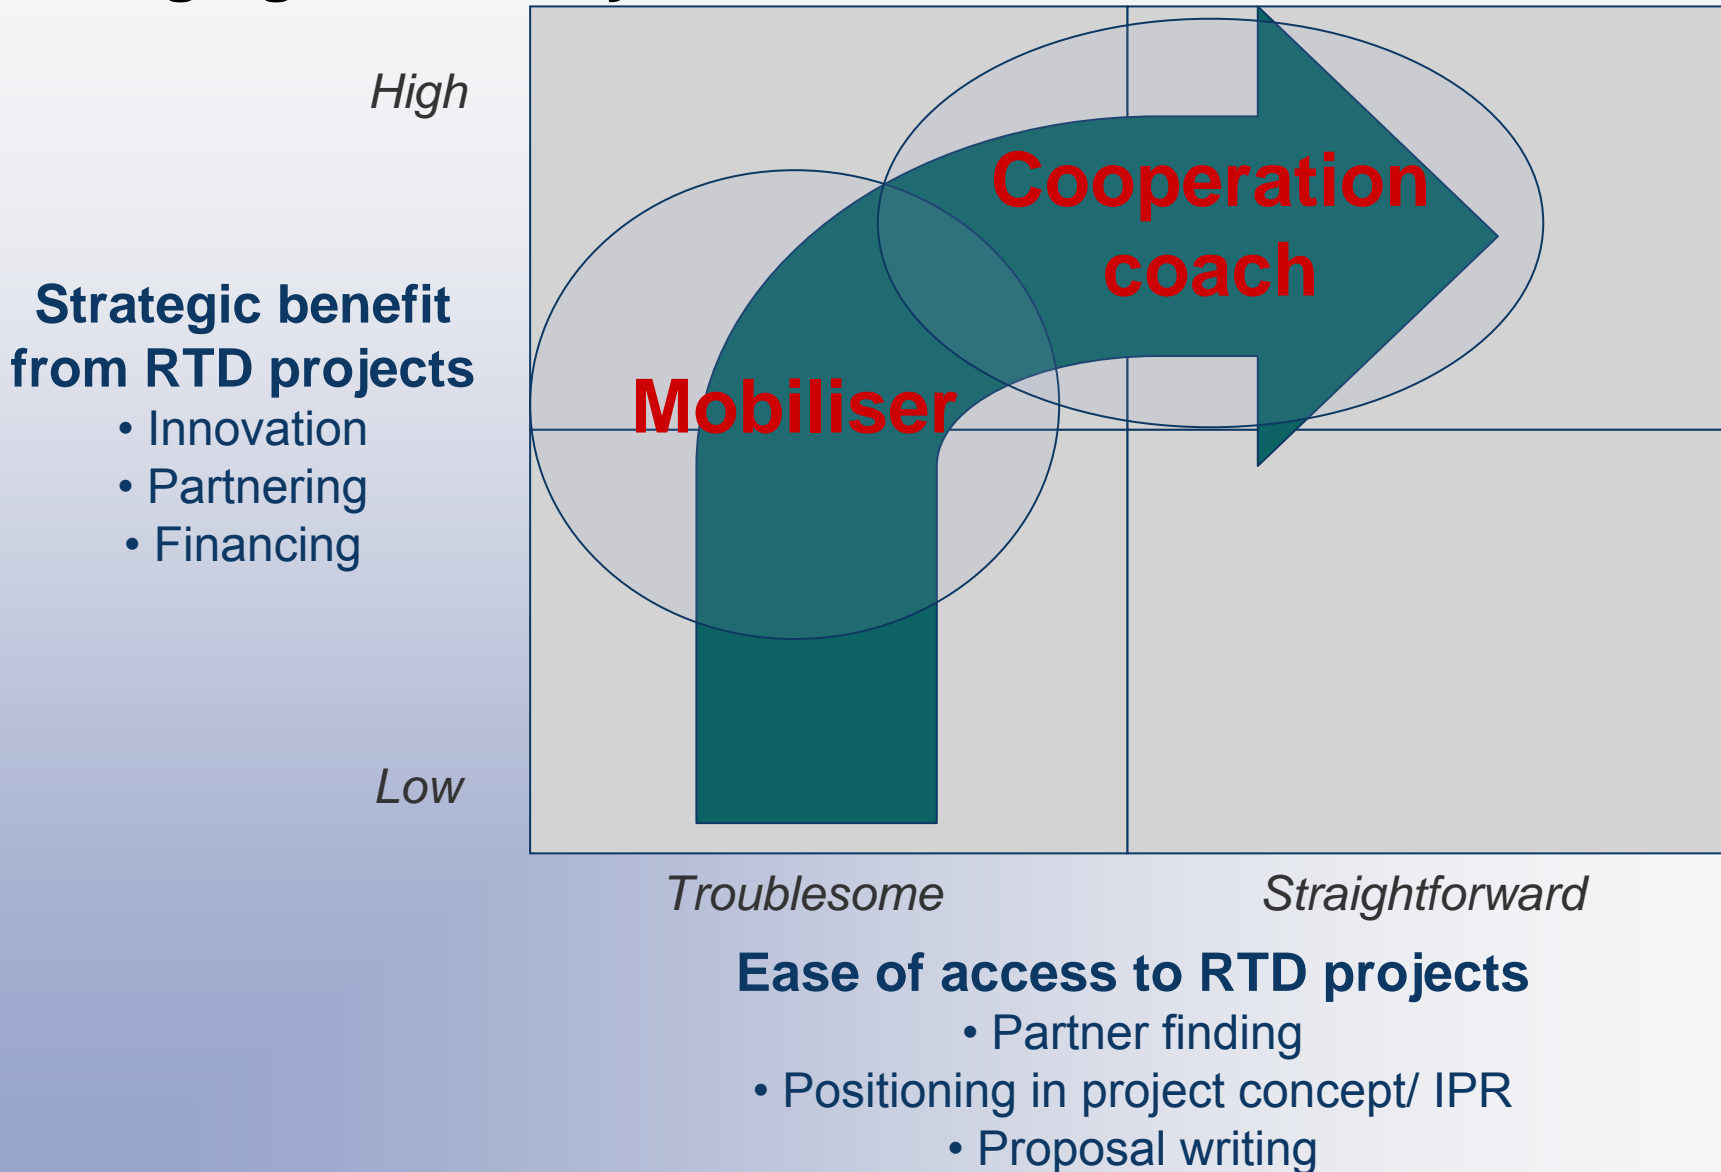 High
Cooperation
coach
Strategic benefit
from RTD projects
• Innovation
• Partnering
• Financing
Mobiliser
Low
Troublesome
Straightforward
Ease of access to RTD projects
• Partner finding
• Positioning in project concept/ IPR
• Proposal writing